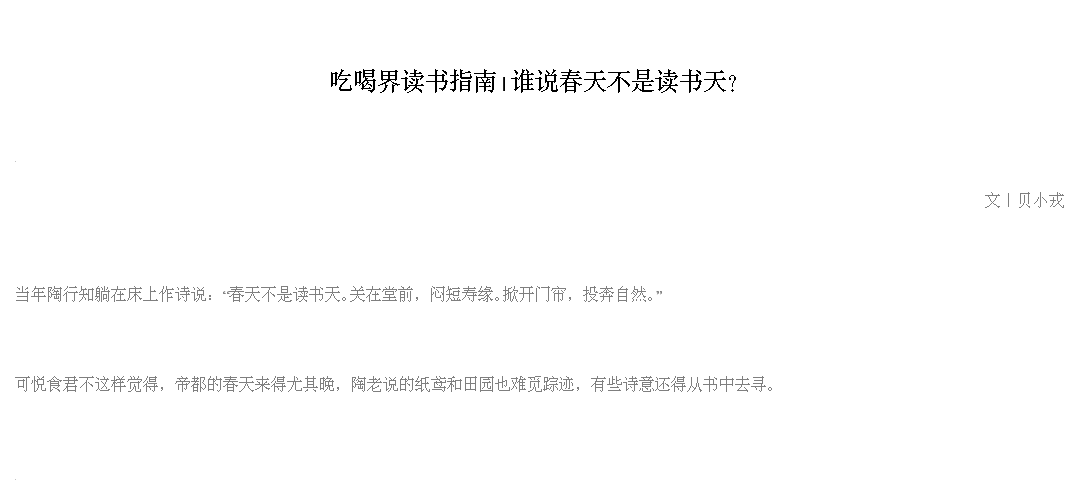 吃喝界读书指南|谁说春天不是读书天?
文丨贝小戎
当年陶行知躺在床上作诗说：“春天不是读书天。关在堂前，闷短寿缘。掀开门帘，投奔自然。”
可悦食君不这样觉得，帝都的春天来得尤其晚，陶老说的纸鸢和田园也难觅踪迹，有些诗意还得从书中去寻。